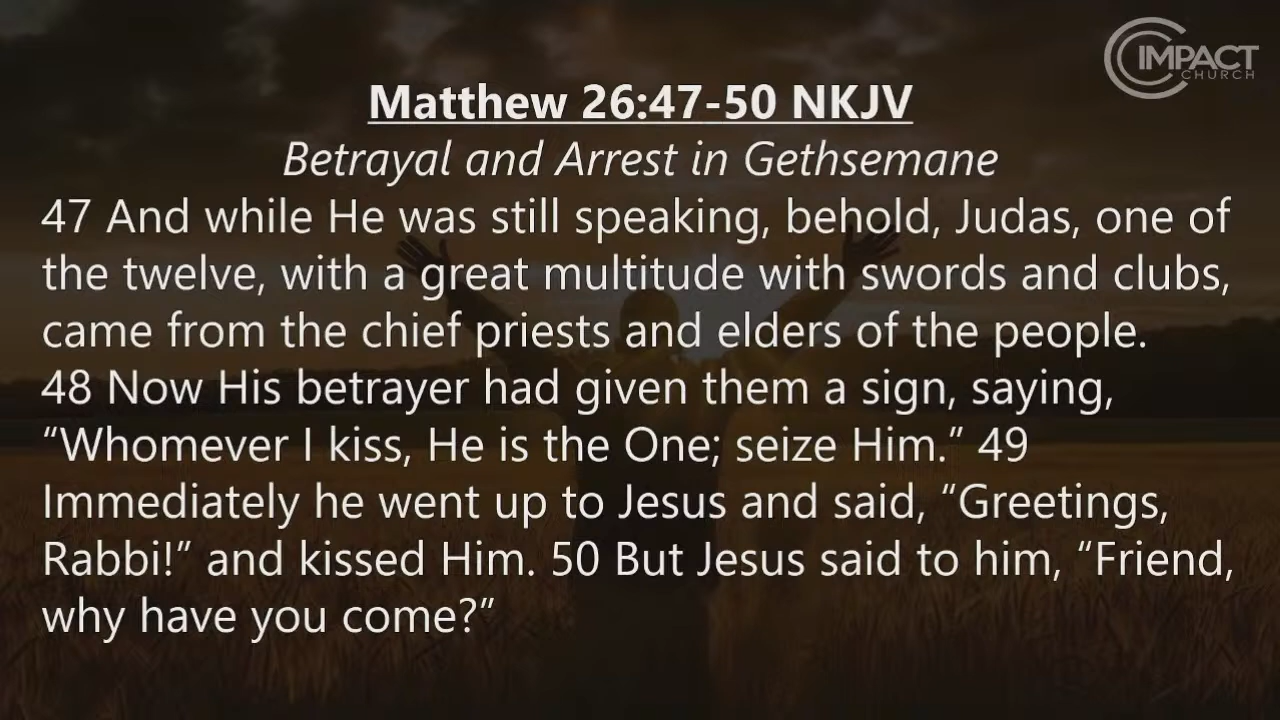 IMPACT
CHURCH
Matthew 26:47-50 NKJV
Betrayal and Arrest in Gethsemane
47 And while He was still speaking, behold, Judas, one of
the twelve, with a great multitude with swords and clubs,
came from the chief priests and elders of the people.
48 Now His betrayer had given them a sign, saying,
“Whomever I kiss, He is the One; seize Him.” 49
Immediately he went up to Jesus and said, “Greetings,
Rabbi!” and kissed Him. 50 But Jesus said to him, “Friend,
why have you come?”